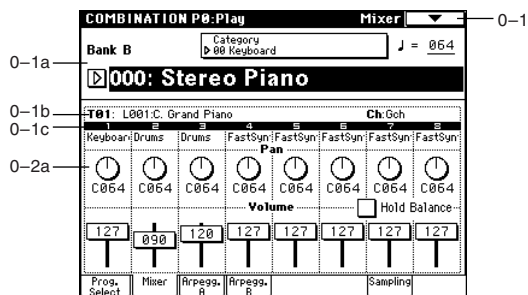 COMBINATION P0:Play Mixer
0–1
Bank B
Category
00 Keyboard
♩ = 064
0–1a
000: Stereo Piano
0–1b
T01: L001:C. Grand Piano Ch:Gch
0–1c
1 2 3 4 5 6 7 8
Keyboard Drums Drums FastSyn FastSyn FastSyn FastSyn FastSyn
Pan
0–2a
C064 C064 C064 C064 C064 C064 C064 C064
Volume Hold Balance
127 090 120 127 127 127 127 127
Prog. Select Mixer Arpegg. A Arpegg. B Sampling